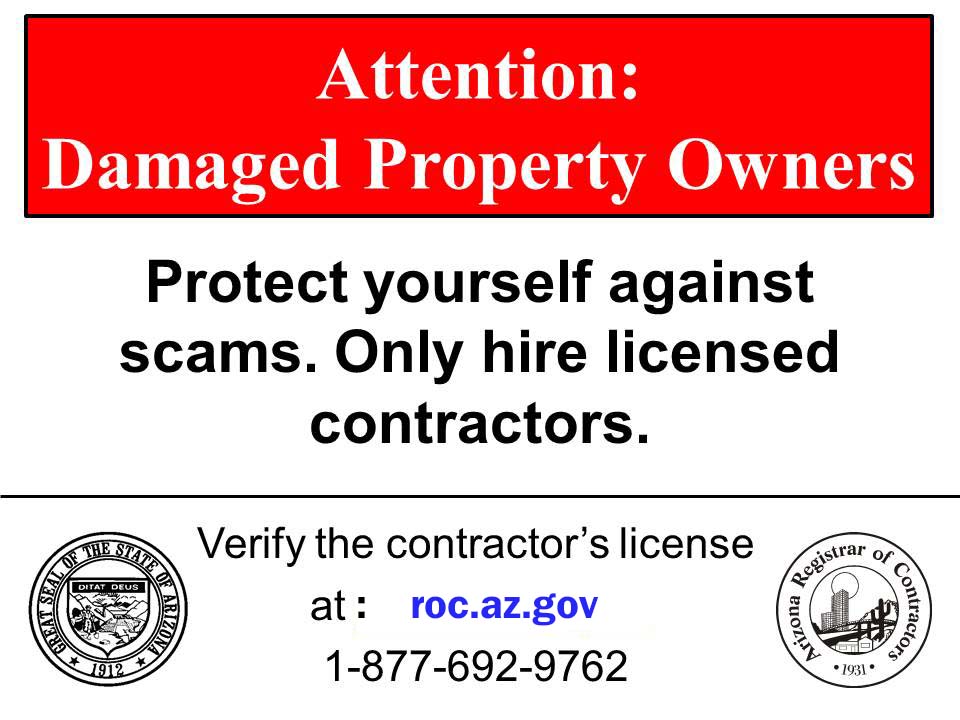 Attention:
Damaged Property Owners
Protect yourself against
scams. Only hire licensed
contractors.
Verify the contractor’s license
at : roc.az.gov
1-877-692-9762
GREAT SEAL OF THE STATE OF ARIZONA
DITAT DEUS
1912
Arizona Registrar of Contractors
• 1931 •